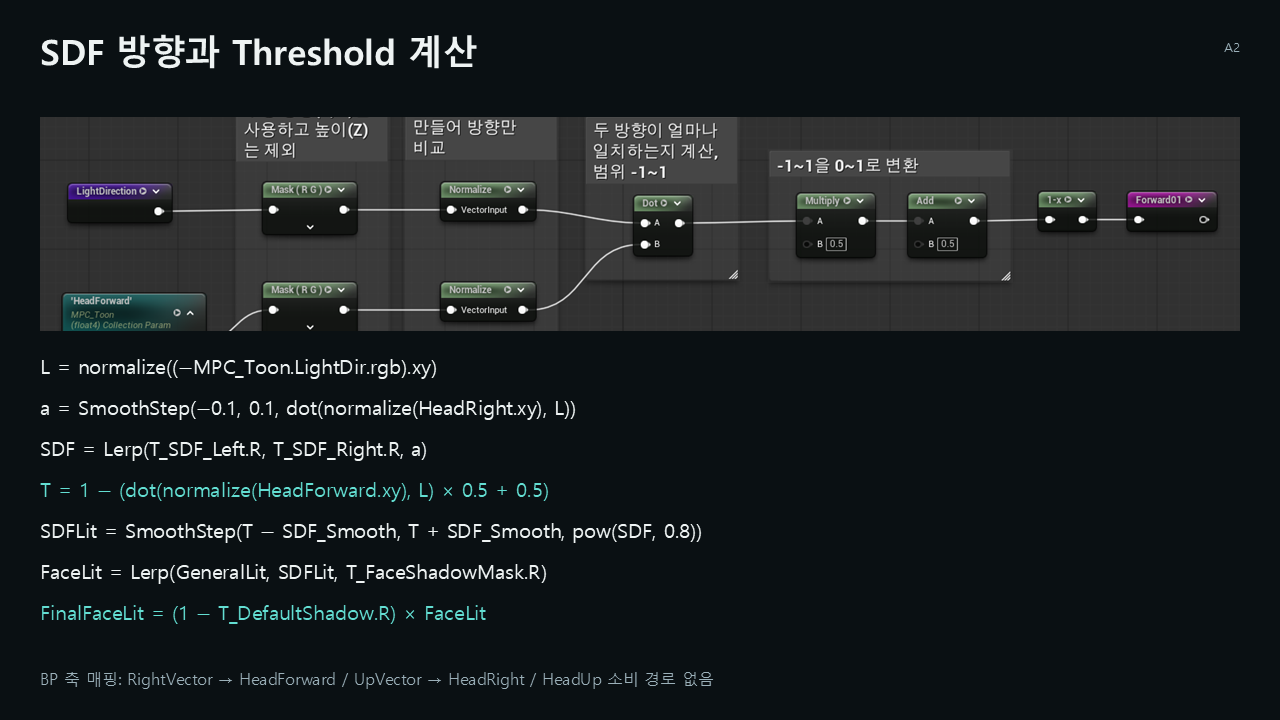 SDF 방향과 Threshold 계산
A2
사용하고 높이(Z)
는 제외
만들어 방향만
비교
두 방향이 얼마나
일치하는지 계산,
범위 -1~1
-1~1을 0~1로 변환
LightDirection
Mask ( R G )
Normalize
VectorInput
Dot
A
B
Multiply
A
B 0.5
Add
A
B 0.5
1-x
Forward01
'HeadForward'
MPC_Toon
(float4) Collection Param
Mask ( R G )
Normalize
VectorInput
L = normalize((−MPC_Toon.LightDir.rgb).xy)
a = SmoothStep(−0.1, 0.1, dot(normalize(HeadRight.xy), L))
SDF = Lerp(T_SDF_Left.R, T_SDF_Right.R, a)
T = 1 − (dot(normalize(HeadForward.xy), L) × 0.5 + 0.5)
SDFLit = SmoothStep(T − SDF_Smooth, T + SDF_Smooth, pow(SDF, 0.8))
FaceLit = Lerp(GeneralLit, SDFLit, T_FaceShadowMask.R)
FinalFaceLit = (1 − T_DefaultShadow.R) × FaceLit
BP 축 매핑: RightVector → HeadForward / UpVector → HeadRight / HeadUp 소비 경로 없음